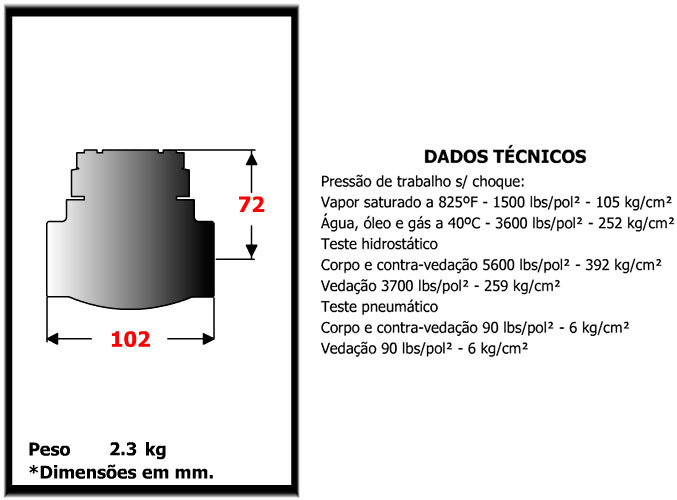 72
102
Peso 2.3 kg
*Dimensões em mm.
DADOS TÉCNICOS
Pressão de trabalho s/ choque:
Vapor saturado a 825ºF - 1500 lbs/pol² - 105 kg/cm²
Água, óleo e gás a 40ºC - 3600 lbs/pol² - 252 kg/cm²
Teste hidrostático
Corpo e contra-vedação 5600 lbs/pol² - 392 kg/cm²
Vedação 3700 lbs/pol² - 259 kg/cm²
Teste pneumático
Corpo e contra-vedação 90 lbs/pol² - 6 kg/cm²
Vedação 90 lbs/pol² - 6 kg/cm²